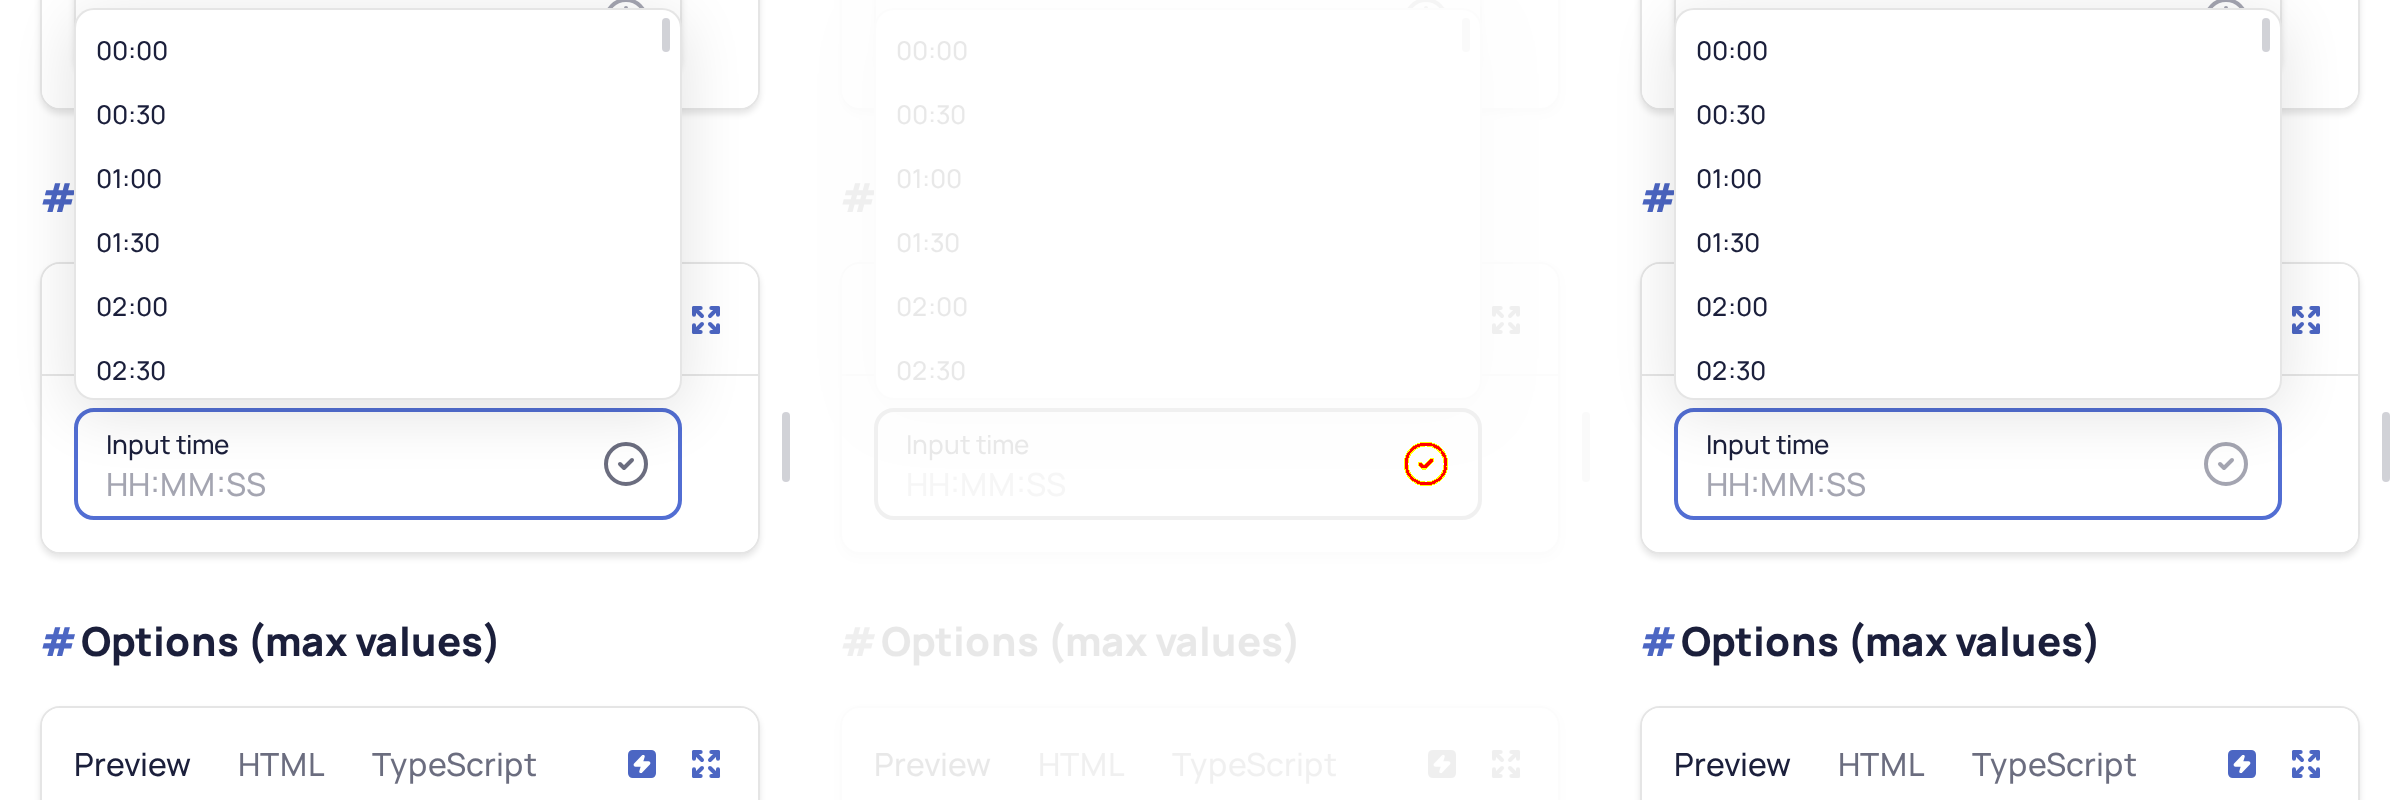 00:00
00:30
01:00
01:30
02:00
02:30
#
Input time
HH:MM:SS
# Options (max values)
Preview HTML TypeScript
00:00
00:30
01:00
01:30
02:00
02:30
#
Input time
HH:MM:SS
# Options (max values)
Preview HTML TypeScript
00:00
00:30
01:00
01:30
02:00
02:30
#
Input time
HH:MM:SS
# Options (max values)
Preview HTML TypeScript